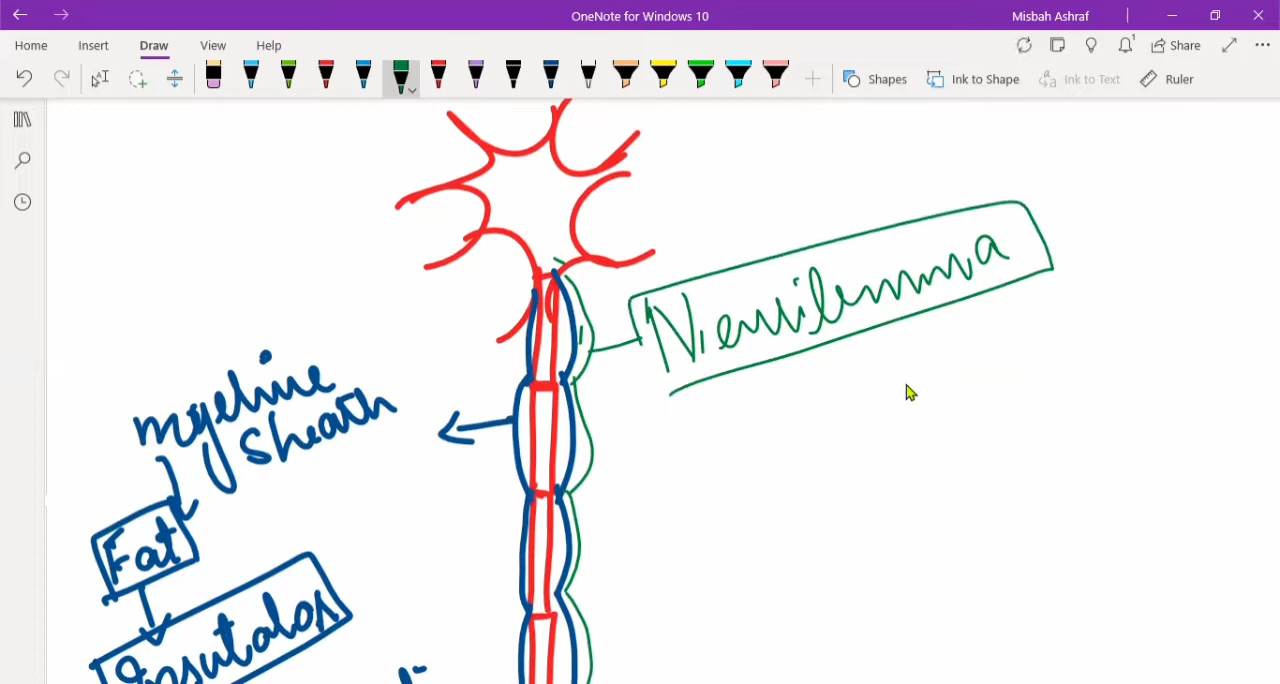 OneNote for Windows 10
Misbah Ashraf
Home Insert Draw View Help
1
Share
Shapes
Ink to Shape
Ink to Text
Ruler
Neurilemma
myeline
Sheath
Fat